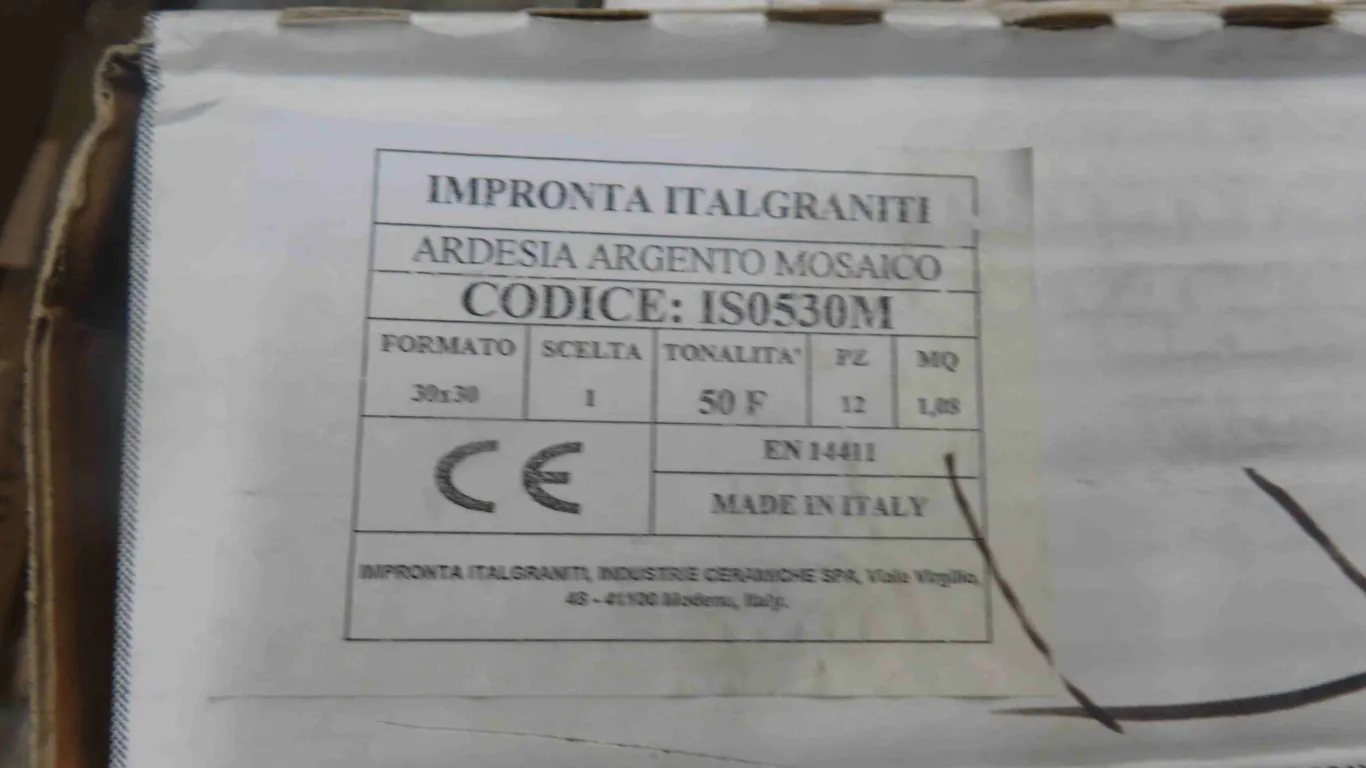 IMPRONTA ITALGRANITI
ARDESIA ARGENTO MOSAICO
CODICE: IS0530M
FORMATO SCELTA TONALITA' PZ MQ
30x30 1 50 F 12 1,08
CE
EN 14411
MADE IN ITALY
IMPRONTA ITALGRANITI, INDUSTRIE CERAMICHE SPA, Viale Virgilio,
48 - 41100 Modena, Italy.